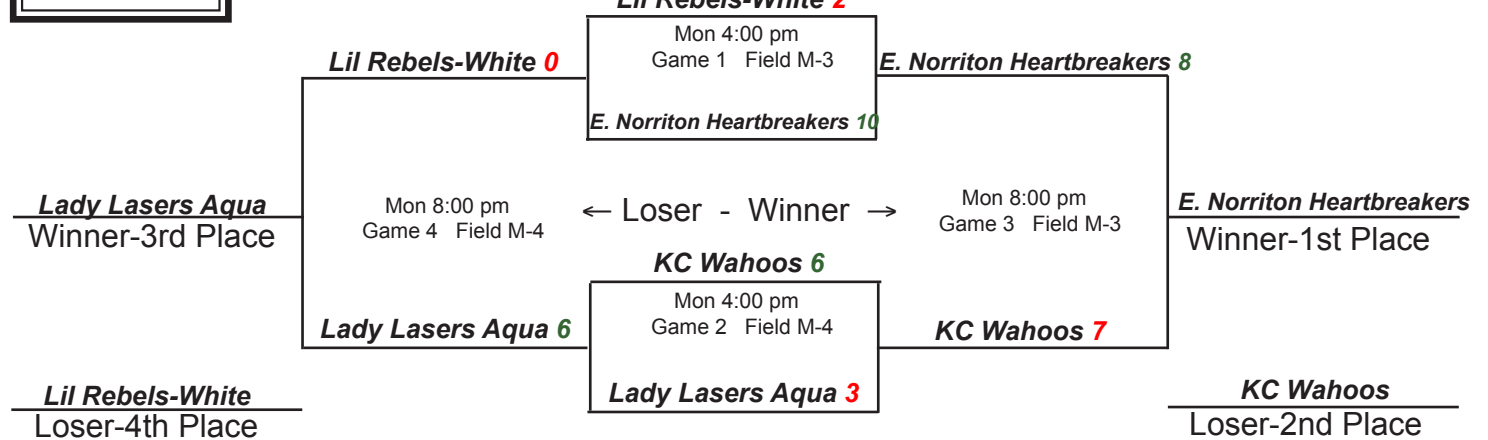 Lil Rebels-White 2
Mon 4:00 pm
Game 1 Field M-3
Lil Rebels-White 0
E. Norriton Heartbreakers 8
E. Norriton Heartbreakers 10
Lady Lasers Aqua
Winner-3rd Place
Mon 8:00 pm
Game 4 Field M-4
← Loser - Winner →
Mon 8:00 pm
Game 3 Field M-3
E. Norriton Heartbreakers
Winner-1st Place
KC Wahoos 6
Mon 4:00 pm
Game 2 Field M-4
Lady Lasers Aqua 6
KC Wahoos 7
Lady Lasers Aqua 3
Lil Rebels-White
Loser-4th Place
KC Wahoos
Loser-2nd Place